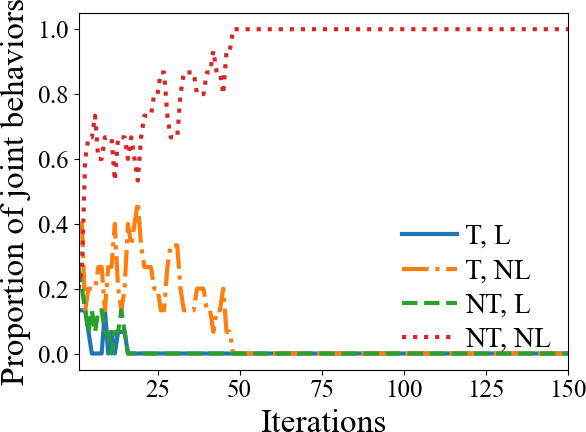 Proportion of joint behaviors
1.0
0.8
0.6
0.4
0.2
0.0
T, L
T, NL
NT, L
NT, NL
25 50 75 100 125 150
Iterations